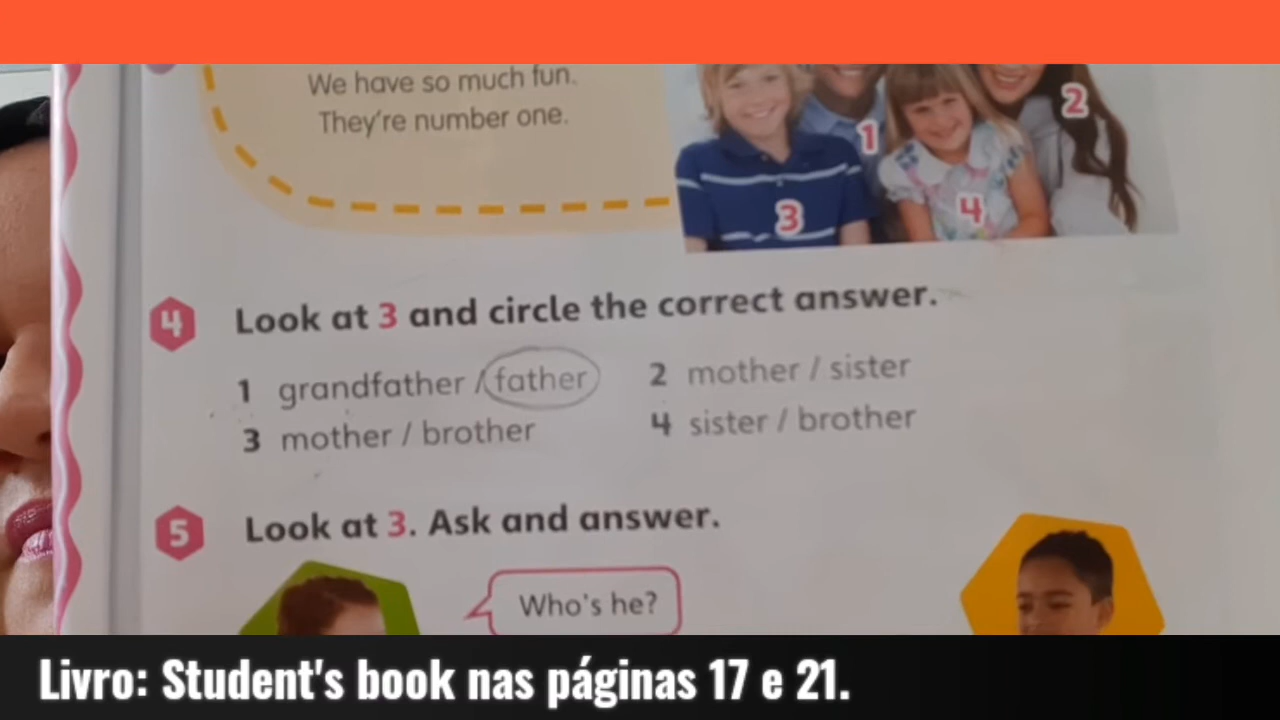 We have so much fun.
They're number one.
1
2
3
4
4 Look at 3 and circle the correct answer.
1 grandfather / father 2 mother / sister
3 mother / brother 4 sister / brother
5 Look at 3. Ask and answer.
Who's he?
Livro: Student's book nas páginas 17 e 21.